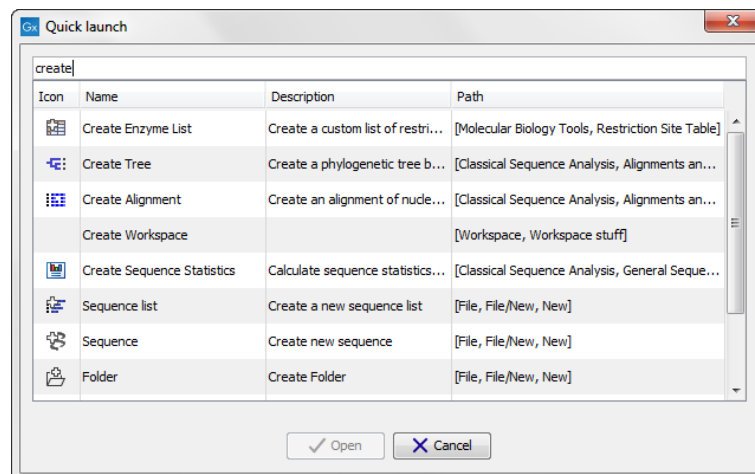 Gx Quick launch
create
Icon Name Description Path
Create Enzyme List Create a custom list of restri... [Molecular Biology Tools, Restriction Site Table]
Create Tree Create a phylogenetic tree b... [Classical Sequence Analysis, Alignments an...
Create Alignment Create an alignment of nucle... [Classical Sequence Analysis, Alignments an...
Create Workspace [Workspace, Workspace stuff]
Create Sequence Statistics Calculate sequence statistics... [Classical Sequence Analysis, General Seque...
Sequence list Create a new sequence list [File, File/New, New]
Sequence Create new sequence [File, File/New, New]
Folder Create Folder [File, File/New, New]
Open Cancel